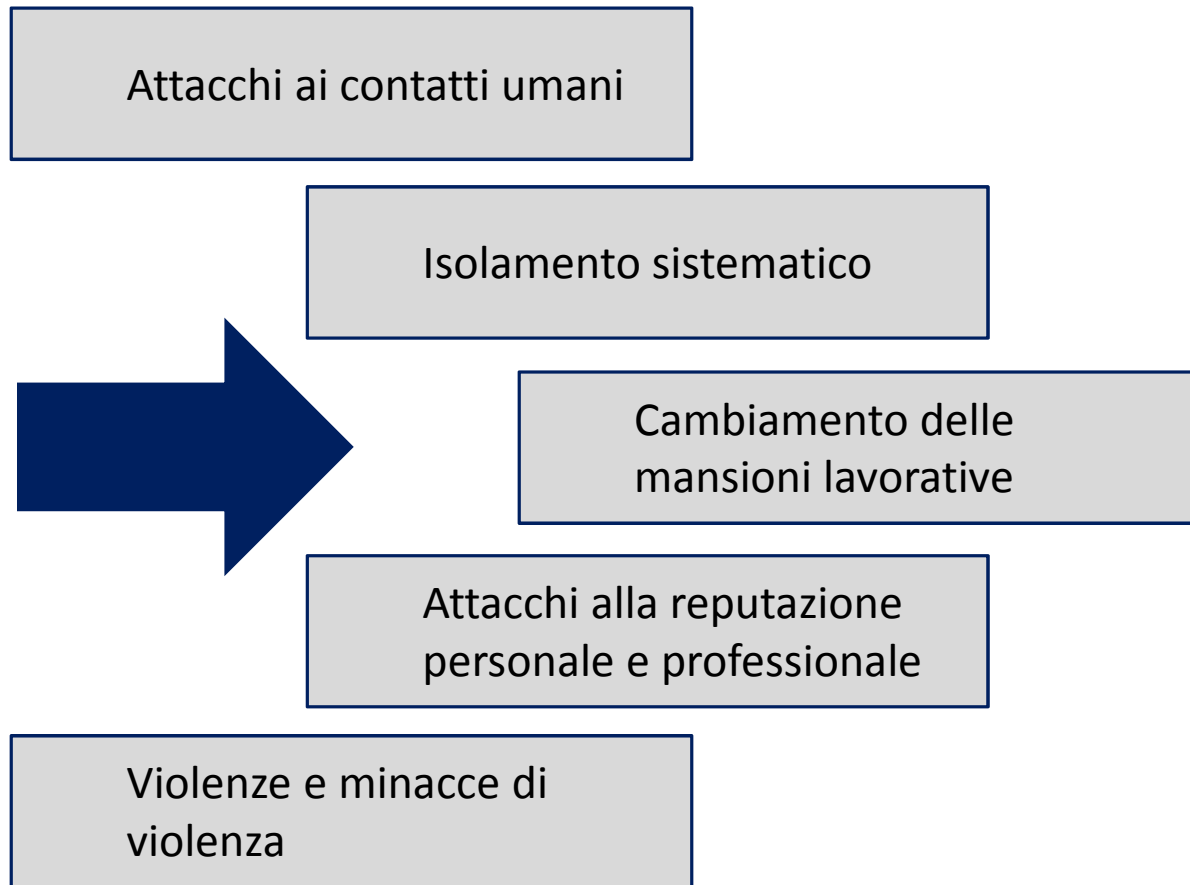 Attacchi ai contatti umani
Isolamento sistematico
Cambiamento delle
mansioni lavorative
Attacchi alla reputazione
personale e professionale
Violenze e minacce di
violenza